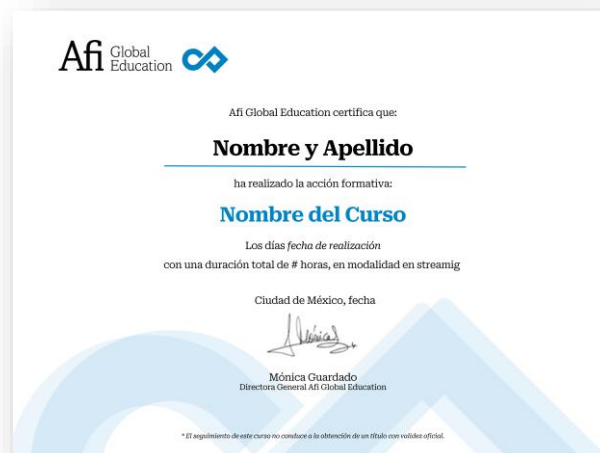 Afi Global
Education
Afi Global Education certifica que:
Nombre y Apellido
ha realizado la acción formativa:
Nombre del Curso
Los días fecha de realización
con una duración total de # horas, en modalidad en streamig
Ciudad de México, fecha
Mónica Guardado
Directora General Afi Global Education
* El seguimiento de este curso no conduce a la obtención de un título con validez oficial.